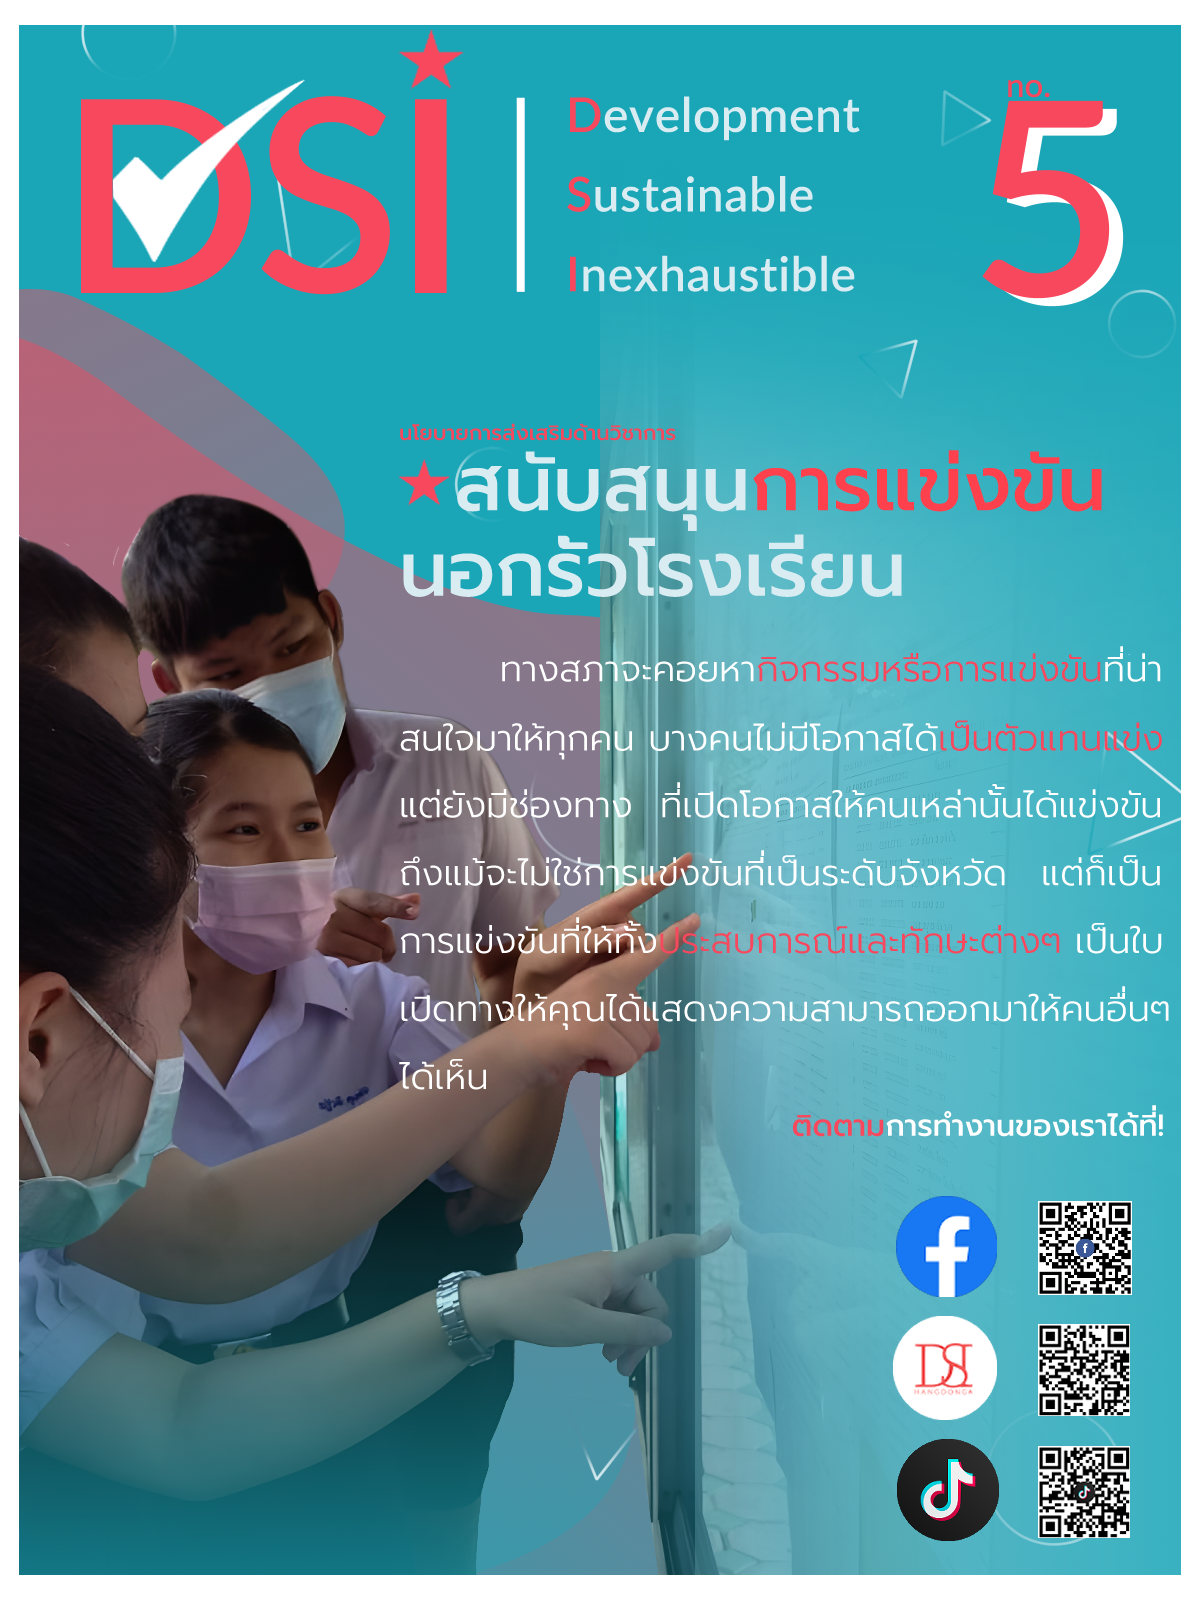 DSI
Development
Sustainable
Inexhaustible
no.
5
นโยบายการส่งเสริมด้านวิชาการ
สนับสนุนการแข่งขัน
นอกรัวโรงเรียน
ทางสภาจะคอยหากิจกรรมหรือการแข่งขันที่น่า
สนใจมาให้ทุกคน บางคนไม่มีโอกาสได้เป็นตัวแทนแข่ง
แต่ยังมีช่องทาง ที่เปิดโอกาสให้คนเหล่านั้นได้แข่งขัน
ถึงแม้จะไม่ใช่การแข่งขันที่เป็นระดับจังหวัด แต่ก็เป็น
การแข่งขันที่ให้ทั้งประสบการณ์และทักษะต่างๆ เป็นใบ
เปิดทางให้คุณได้แสดงความสามารถออกมาให้คนอื่นๆ
ได้เห็น
ติดตามการทำงานของเราได้ที่!
DSI
HANGDONGA